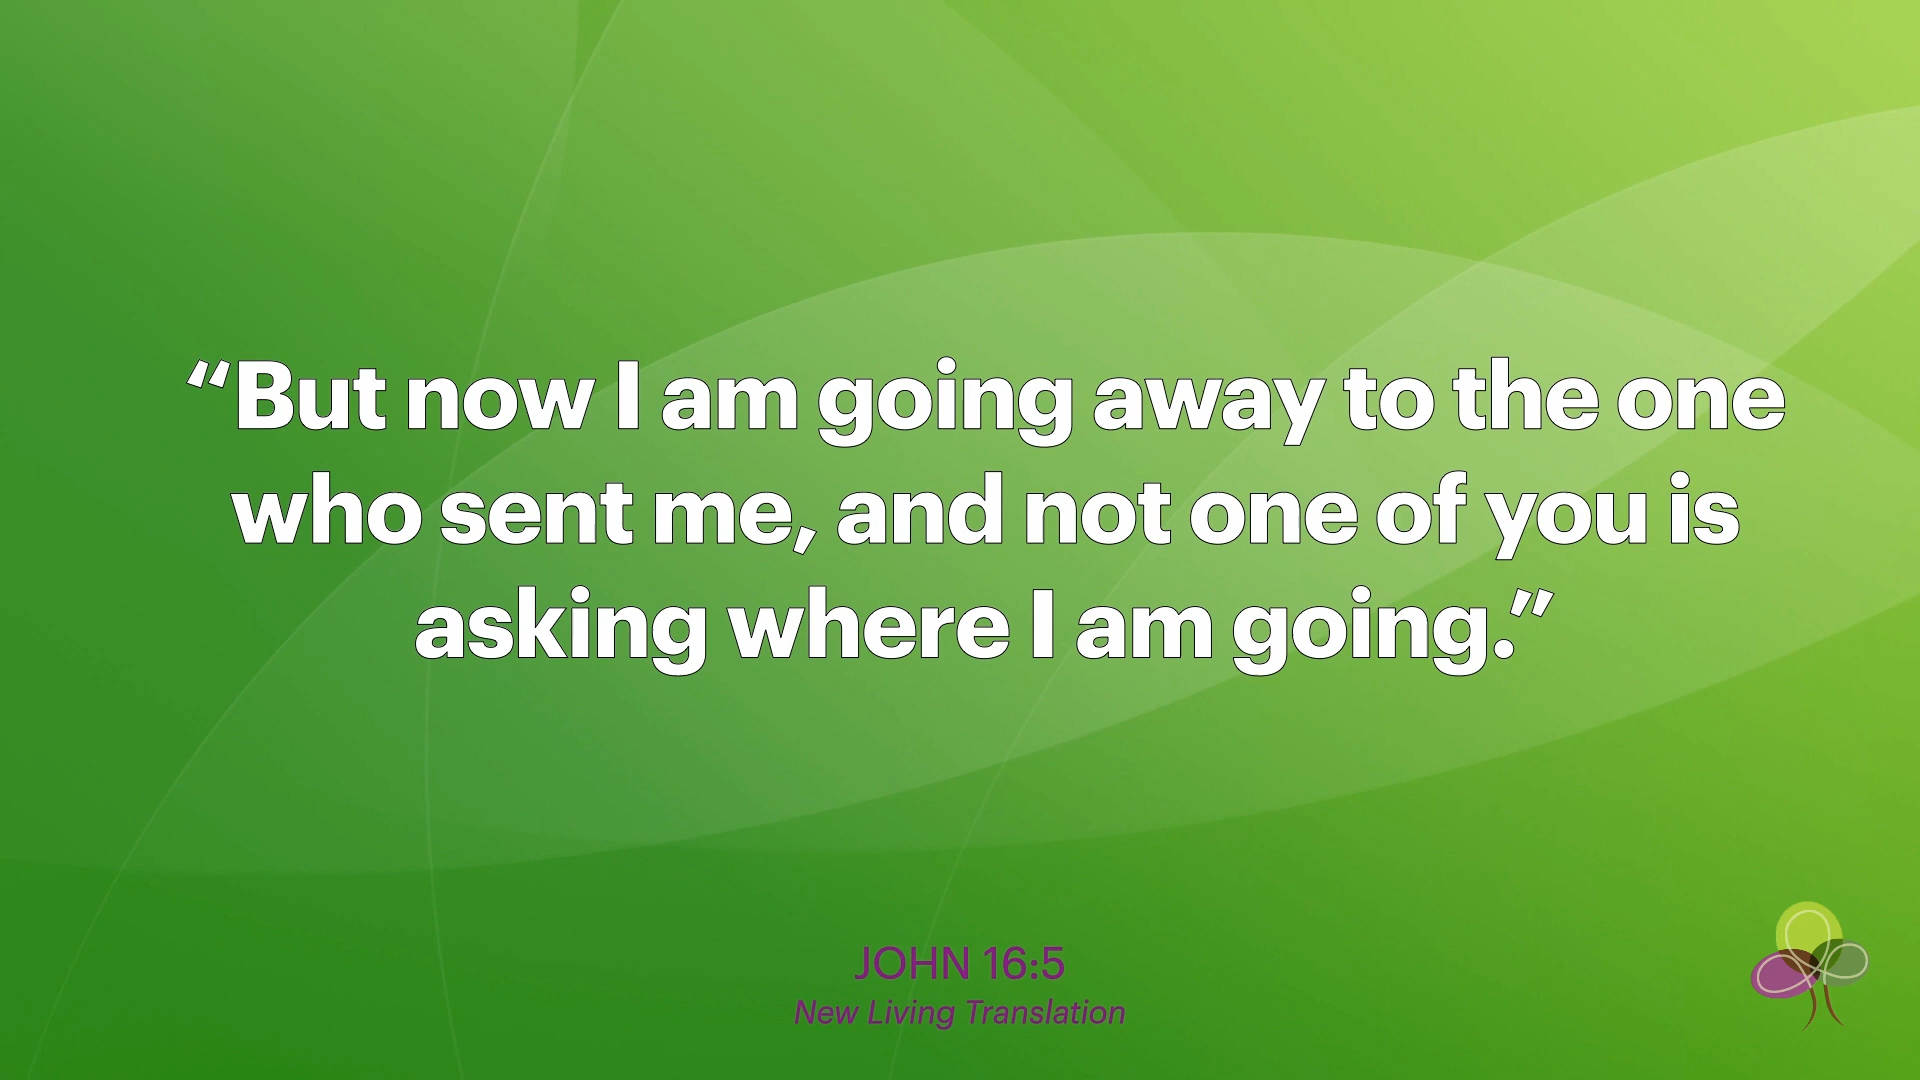 “But now I am going away to the one
who sent me, and not one of you is
asking where I am going.”
JOHN 16:5
New Living Translation